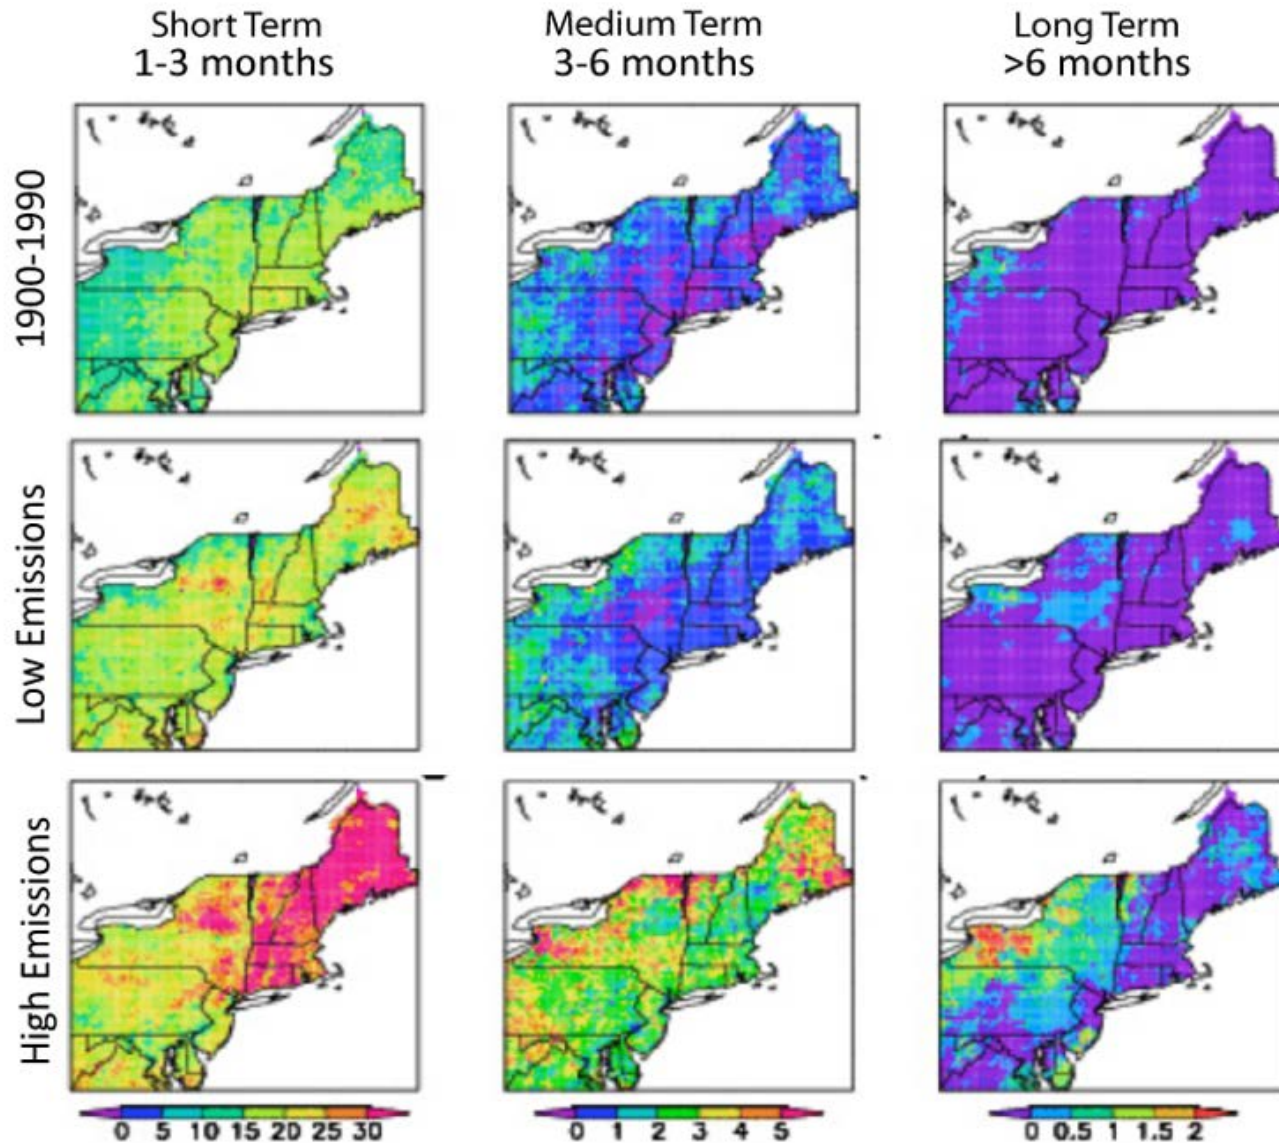 Short Term
1-3 months
Medium Term
3-6 months
Long Term
>6 months
1900-1990
Low Emissions
High Emissions
0 5 10 15 20 25 30
0 1 2 3 4 5
0 0.5 1 1.5 2